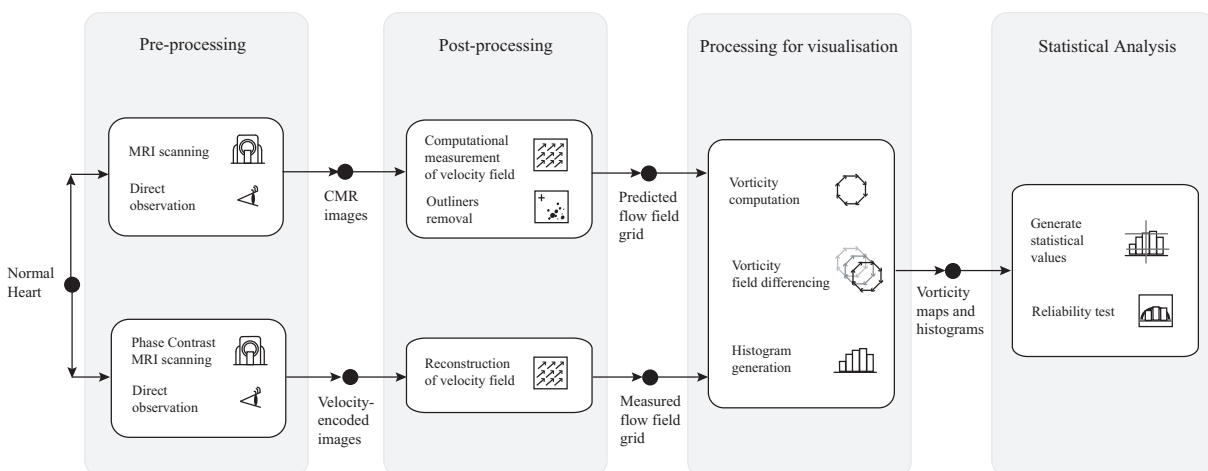 Pre-processing
Post-processing
Processing for visualisation
Statistical Analysis
Normal
Heart
MRI scanning
Direct
observation
CMR
images
Computational
measurement
of velocity field
Outliners
removal
Predicted
flow field
grid
Phase Contrast
MRI scanning
Direct
observation
Velocity-
encoded
images
Reconstruction
of velocity field
Measured
flow field
grid
Vorticity
computation
Vorticity
field differencing
Histogram
generation
Vorticity
maps and
histograms
Generate
statistical
values
Reliability test